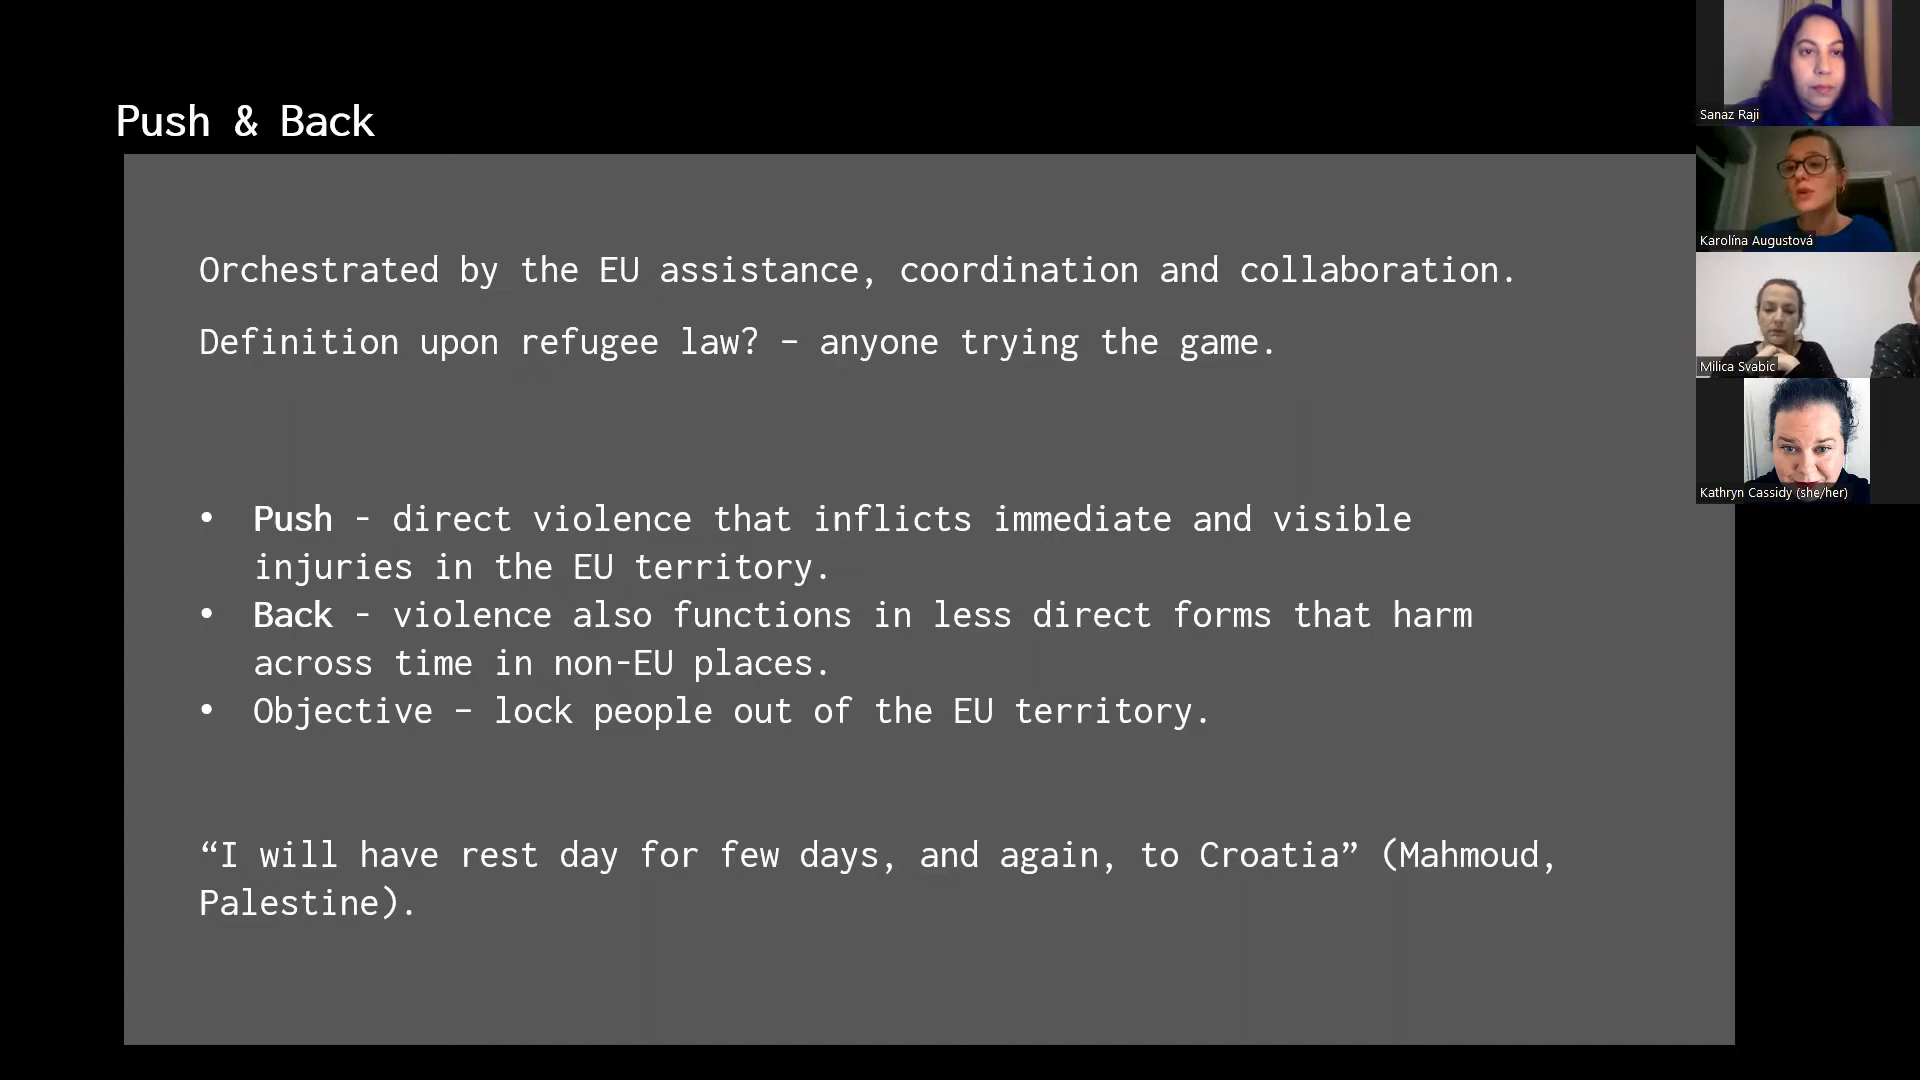 Push & Back
Orchestrated by the EU assistance, coordination and collaboration.
Definition upon refugee law? – anyone trying the game.
• Push - direct violence that inflicts immediate and visible
injuries in the EU territory.
• Back - violence also functions in less direct forms that harm
across time in non-EU places.
• Objective – lock people out of the EU territory.
“I will have rest day for few days, and again, to Croatia” (Mahmoud,
Palestine).
Sanaz Raji
Karolína Augustová
Milica Svabic
Kathryn Cassidy (she/her)